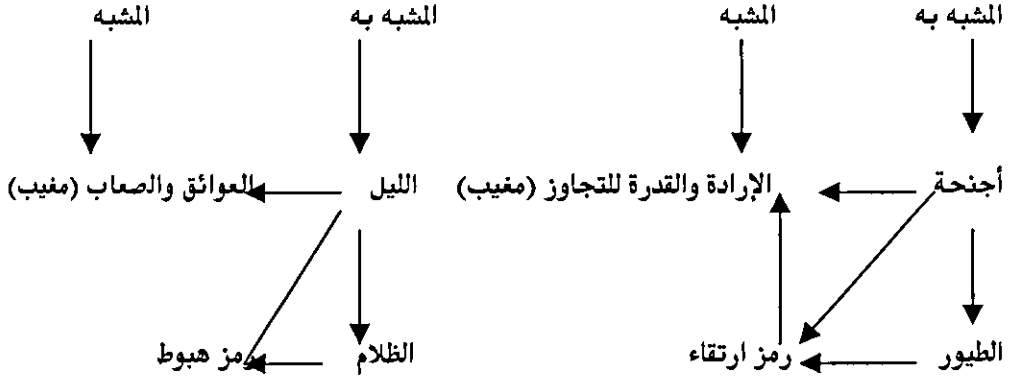 المشبه به المشبه المشبه به المشبه
أجنحة الإرادة والقدرة للتجاوز (مغيب) الليل العوائق والصعاب (مغيب)
الطيور رمز ارتقاء الظلام رمز هبوط